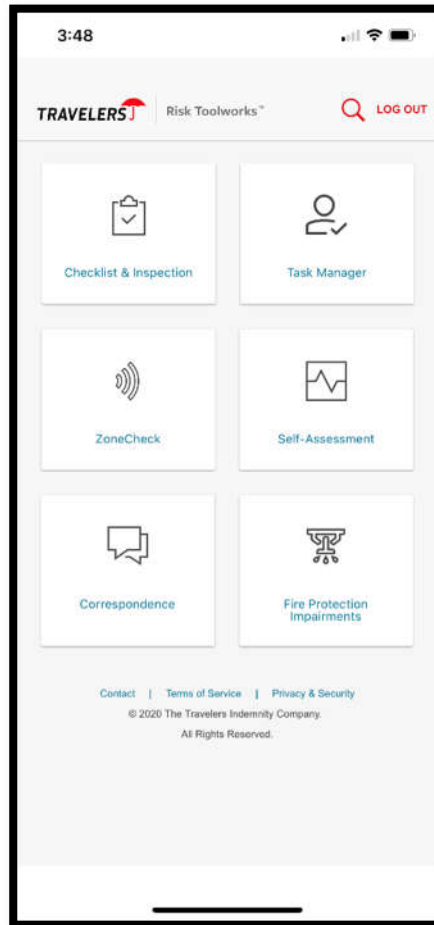 3:48
TRAVELERS Risk Toolworks™ LOG OUT
Checklist & Inspection Task Manager
ZoneCheck Self-Assessment
Correspondence Fire Protection
Impairments
Contact | Terms of Service | Privacy & Security
© 2020 The Travelers Indemnity Company.
All Rights Reserved.